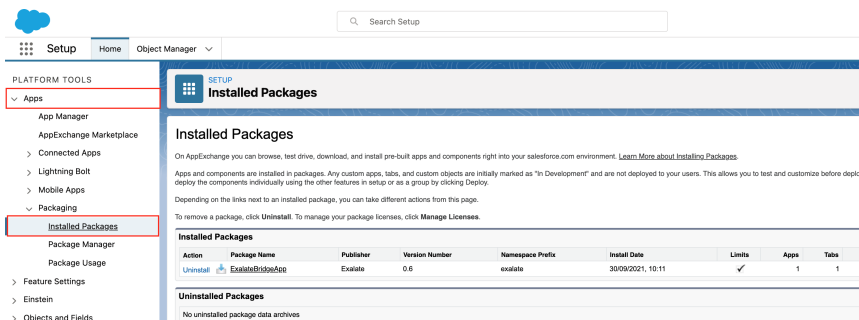 Search Setup
Setup
Home
Object Manager
PLATFORM TOOLS
Apps
App Manager
AppExchange Marketplace
Connected Apps
Lightning Bolt
Mobile Apps
Packaging
Installed Packages
Package Manager
Package Usage
Feature Settings
Einstein
Objects and Fields
SETUP
Installed Packages
Installed Packages
On AppExchange you can browse, test drive, download, and install pre-built apps and components right into your salesforce.com environment. Learn More about Installing Packages.
Apps and components are installed in packages. Any custom apps, tabs, and custom objects are initially marked as "In Development" and are not deployed to your users. This allows you to test and customize before deplo
deploy the components individually using the other features in setup or as a group by clicking Deploy.
Depending on the links next to an installed package, you can take different actions from this page.
To remove a package, click Uninstall. To manage your package licenses, click Manage Licenses.
Installed Packages
Action Package Name Publisher Version Number Namespace Prefix Install Date Limits Apps Tabs
Uninstall ExalateBridgeApp Exalate 0.6 exalate 30/09/2021, 10:11 ✓ 1 1
Uninstalled Packages
No uninstalled package data archives